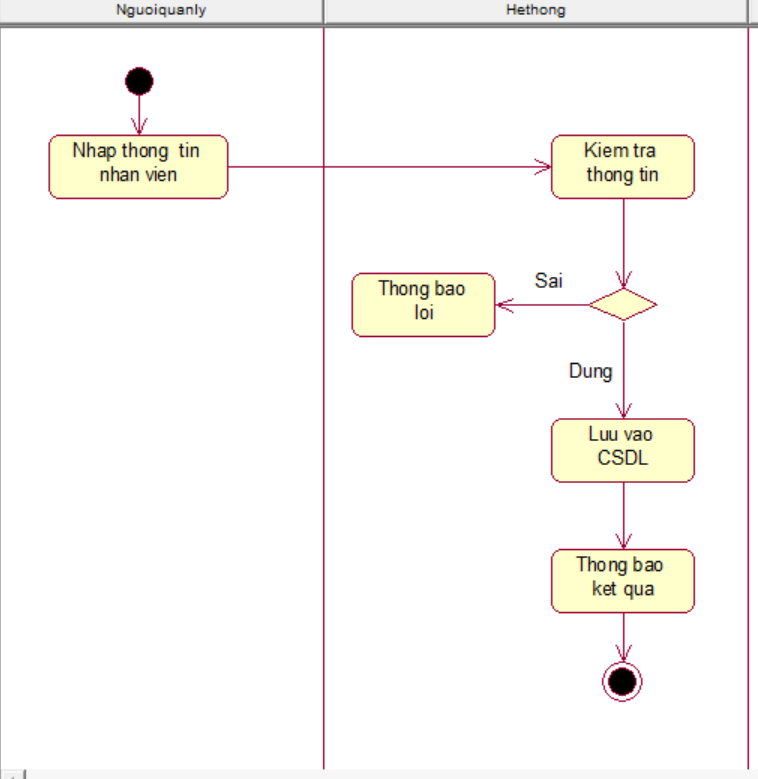 Nguoiquanly
Hethong
Nhap thong tin
nhan vien
Kiem tra
thong tin
Sai
Thong bao
loi
Dung
Luu vao
CSDL
Thong bao
ket qua